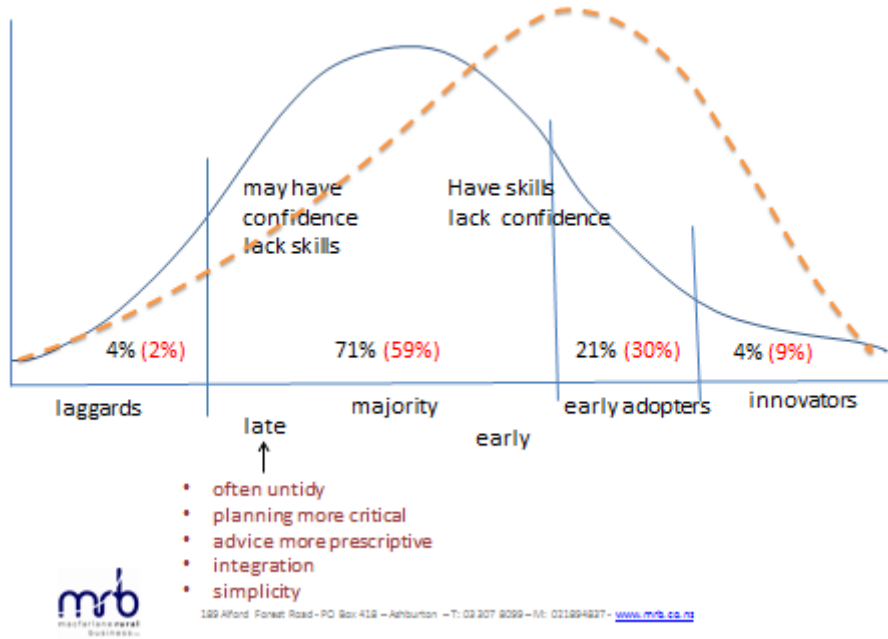 may have
confidence
lack skills
Have skills
lack confidence
4% (2%)
71% (59%)
21% (30%)
4% (9%)
laggards
majority
early adopters
innovators
late
early
• often untidy
• planning more critical
• advice more prescriptive
• integration
• simplicity
mrb
macfarlane rural
business
189 Alford Forest Road - PO Box 418 – Ashburton – T: 03 307 8099 – M: 021894837 - www.mrb.co.nz